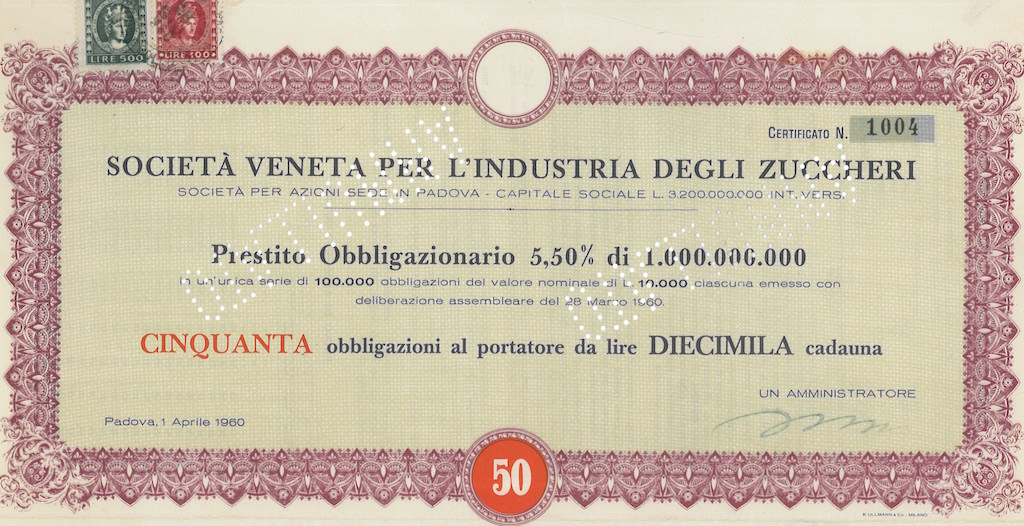 LIRE 500
LIRE 100
CERTIFICATO N. 1004
SOCIETÀ VENETA PER L'INDUSTRIA DEGLI ZUCCHERI
SOCIETÀ PER AZIONI SEDE IN PADOVA - CAPITALE SOCIALE L. 3.200.000.000 INT. VERS.
Prestito Obbligazionario 5,50% di 1.000.000.000
in un'unica serie di 100.000 obbligazioni del valore nominale di L. 10.000 ciascuna emesso con
deliberazione assembleare del 28 Marzo 1960.
CINQUANTA obbligazioni al portatore da lire DIECIMILA cadauna
UN AMMINISTRATORE
Padova, 1 Aprile 1960
50
R. ULLMANN & Co. - MILANO